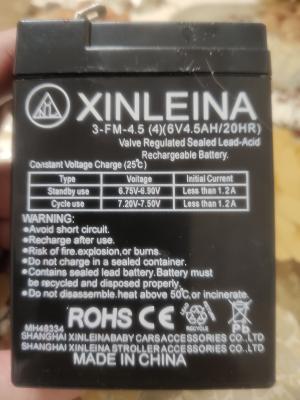 XINLEINA
3-FM-4.5 (4)(6V4.5AH/20HR)
Valve Regulated Sealed Lead-Acid
Rechargeable Battery.
Constant Voltage Charge (25℃)
Type Voltage Initial Current
Standby use 6.75V-6.90V Less than 1.2 A
Cycle use 7.20V-7.50V Less than 1.2 A
WARNING:
●Avoid short circuit.
●Recharge after use.
●Risk of fire.explosion,or burns.
●Do not charge in a sealed container.
●Contains sealed lead battery. Battery
must be recycled or disposed of properly.
●Do not disassemble.heat above 50℃,or incinerate.
ROHS CE RECYCLE Pb
MH48334
SHANGHAI XINLEINABABY CARS ACCESSORIES CO.,LTD
SHANGHAI XINLEINA STROLLER ACCESSORIES CO.,LTD
MADE IN CHINA